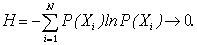 H = −∑_{i=1}^{N} P(X_i) ln P(X_i) → 0.